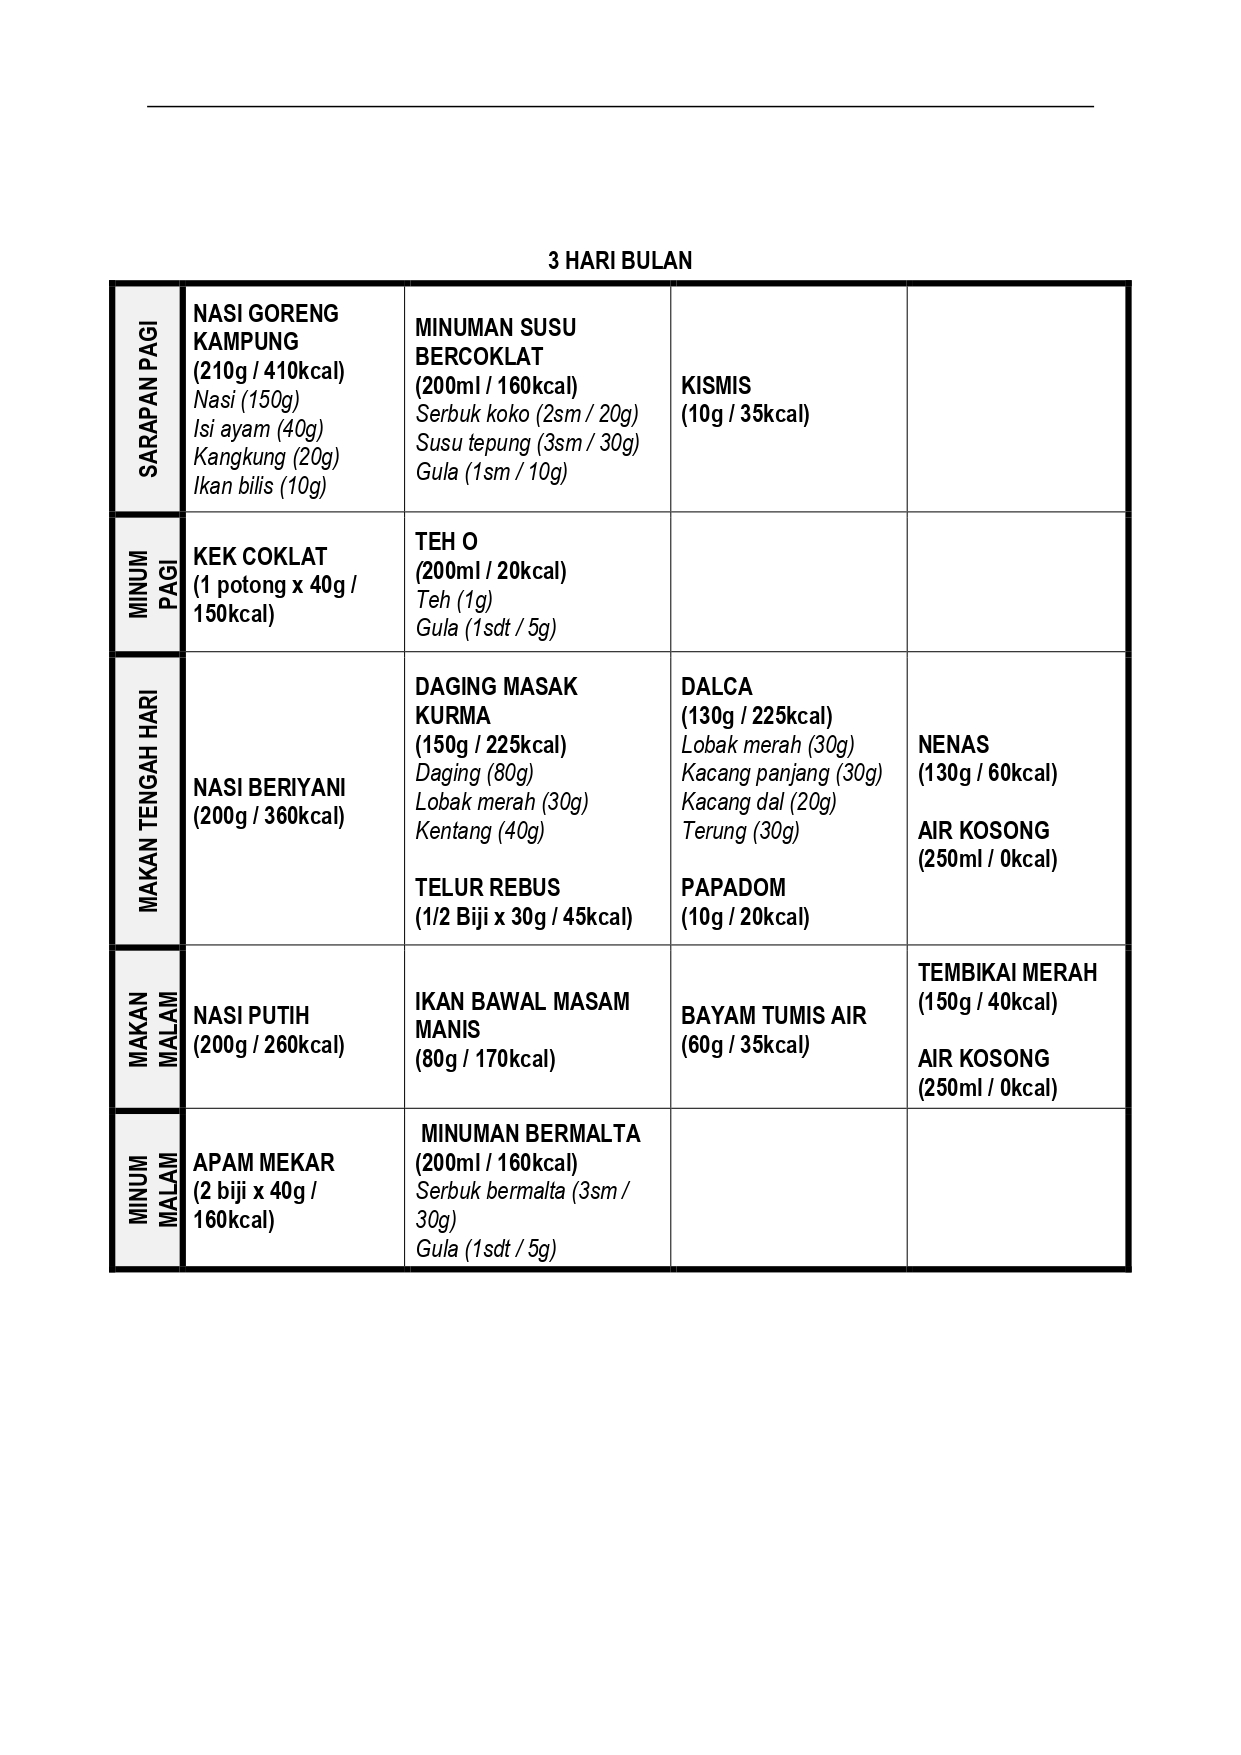 3 HARI BULAN
SARAPAN PAGI
NASI GORENG
KAMPUNG
(210g / 410kcal)
Nasi (150g)
Isi ayam (40g)
Kangkung (20g)
Ikan bilis (10g)
MINUMAN SUSU
BERCOKLAT
(200ml / 160kcal)
Serbuk koko (2sm / 20g)
Susu tepung (3sm / 30g)
Gula (1sm / 10g)
KISMIS
(10g / 35kcal)
MINUM
PAGI
KEK COKLAT
(1 potong x 40g /
150kcal)
TEH O
(200ml / 20kcal)
Teh (1g)
Gula (1sdt / 5g)
MAKAN TENGAH HARI
NASI BERIYANI
(200g / 360kcal)
DAGING MASAK
KURMA
(150g / 225kcal)
Daging (80g)
Lobak merah (30g)
Kentang (40g)
TELUR REBUS
(1/2 Biji x 30g / 45kcal)
DALCA
(130g / 225kcal)
Lobak merah (30g)
Kacang panjang (30g)
Kacang dal (20g)
Terung (30g)
PAPADOM
(10g / 20kcal)
NENAS
(130g / 60kcal)
AIR KOSONG
(250ml / 0kcal)
MAKAN
MALAM
NASI PUTIH
(200g / 260kcal)
IKAN BAWAL MASAM
MANIS
(80g / 170kcal)
BAYAM TUMIS AIR
(60g / 35kcal)
TEMBIKAI MERAH
(150g / 40kcal)
AIR KOSONG
(250ml / 0kcal)
MINUM
MALAM
APAM MEKAR
(2 biji x 40g /
160kcal)
MINUMAN BERMALTA
(200ml / 160kcal)
Serbuk bermalta (3sm /
30g)
Gula (1sdt / 5g)